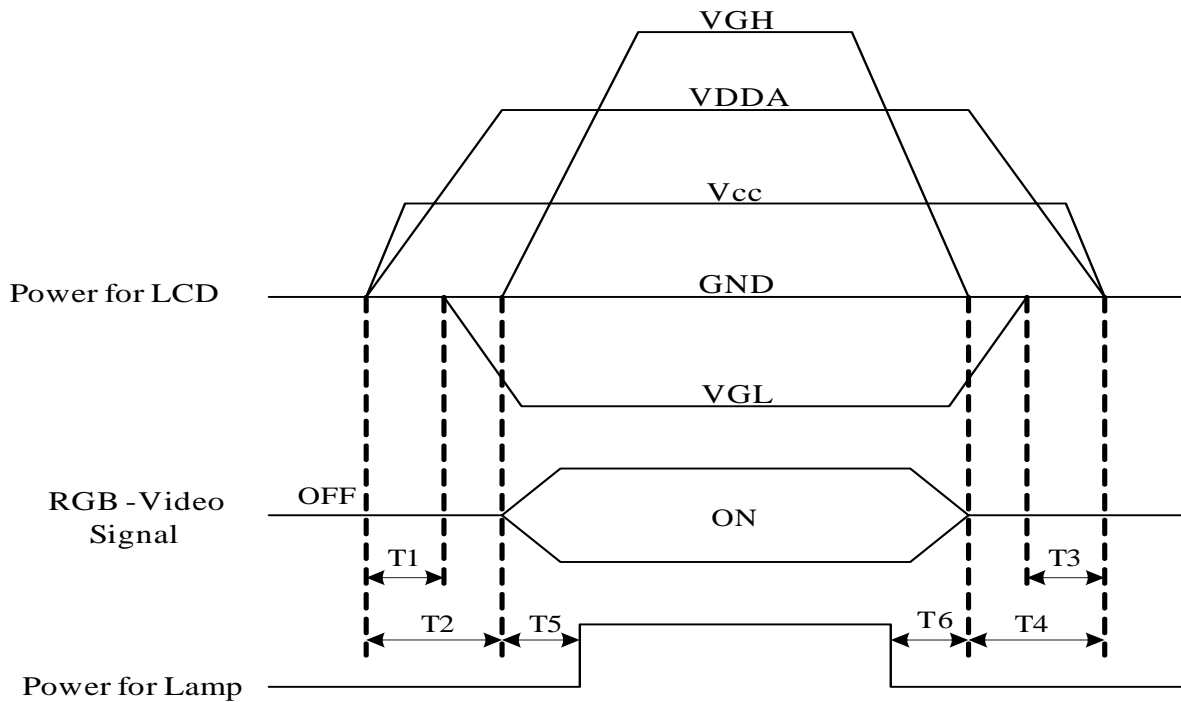 VGH
VDDA
Vcc
Power for LCD
GND
VGL
RGB -Video
Signal
OFF
ON
T1
T3
T2
T5
T6
T4
Power for Lamp